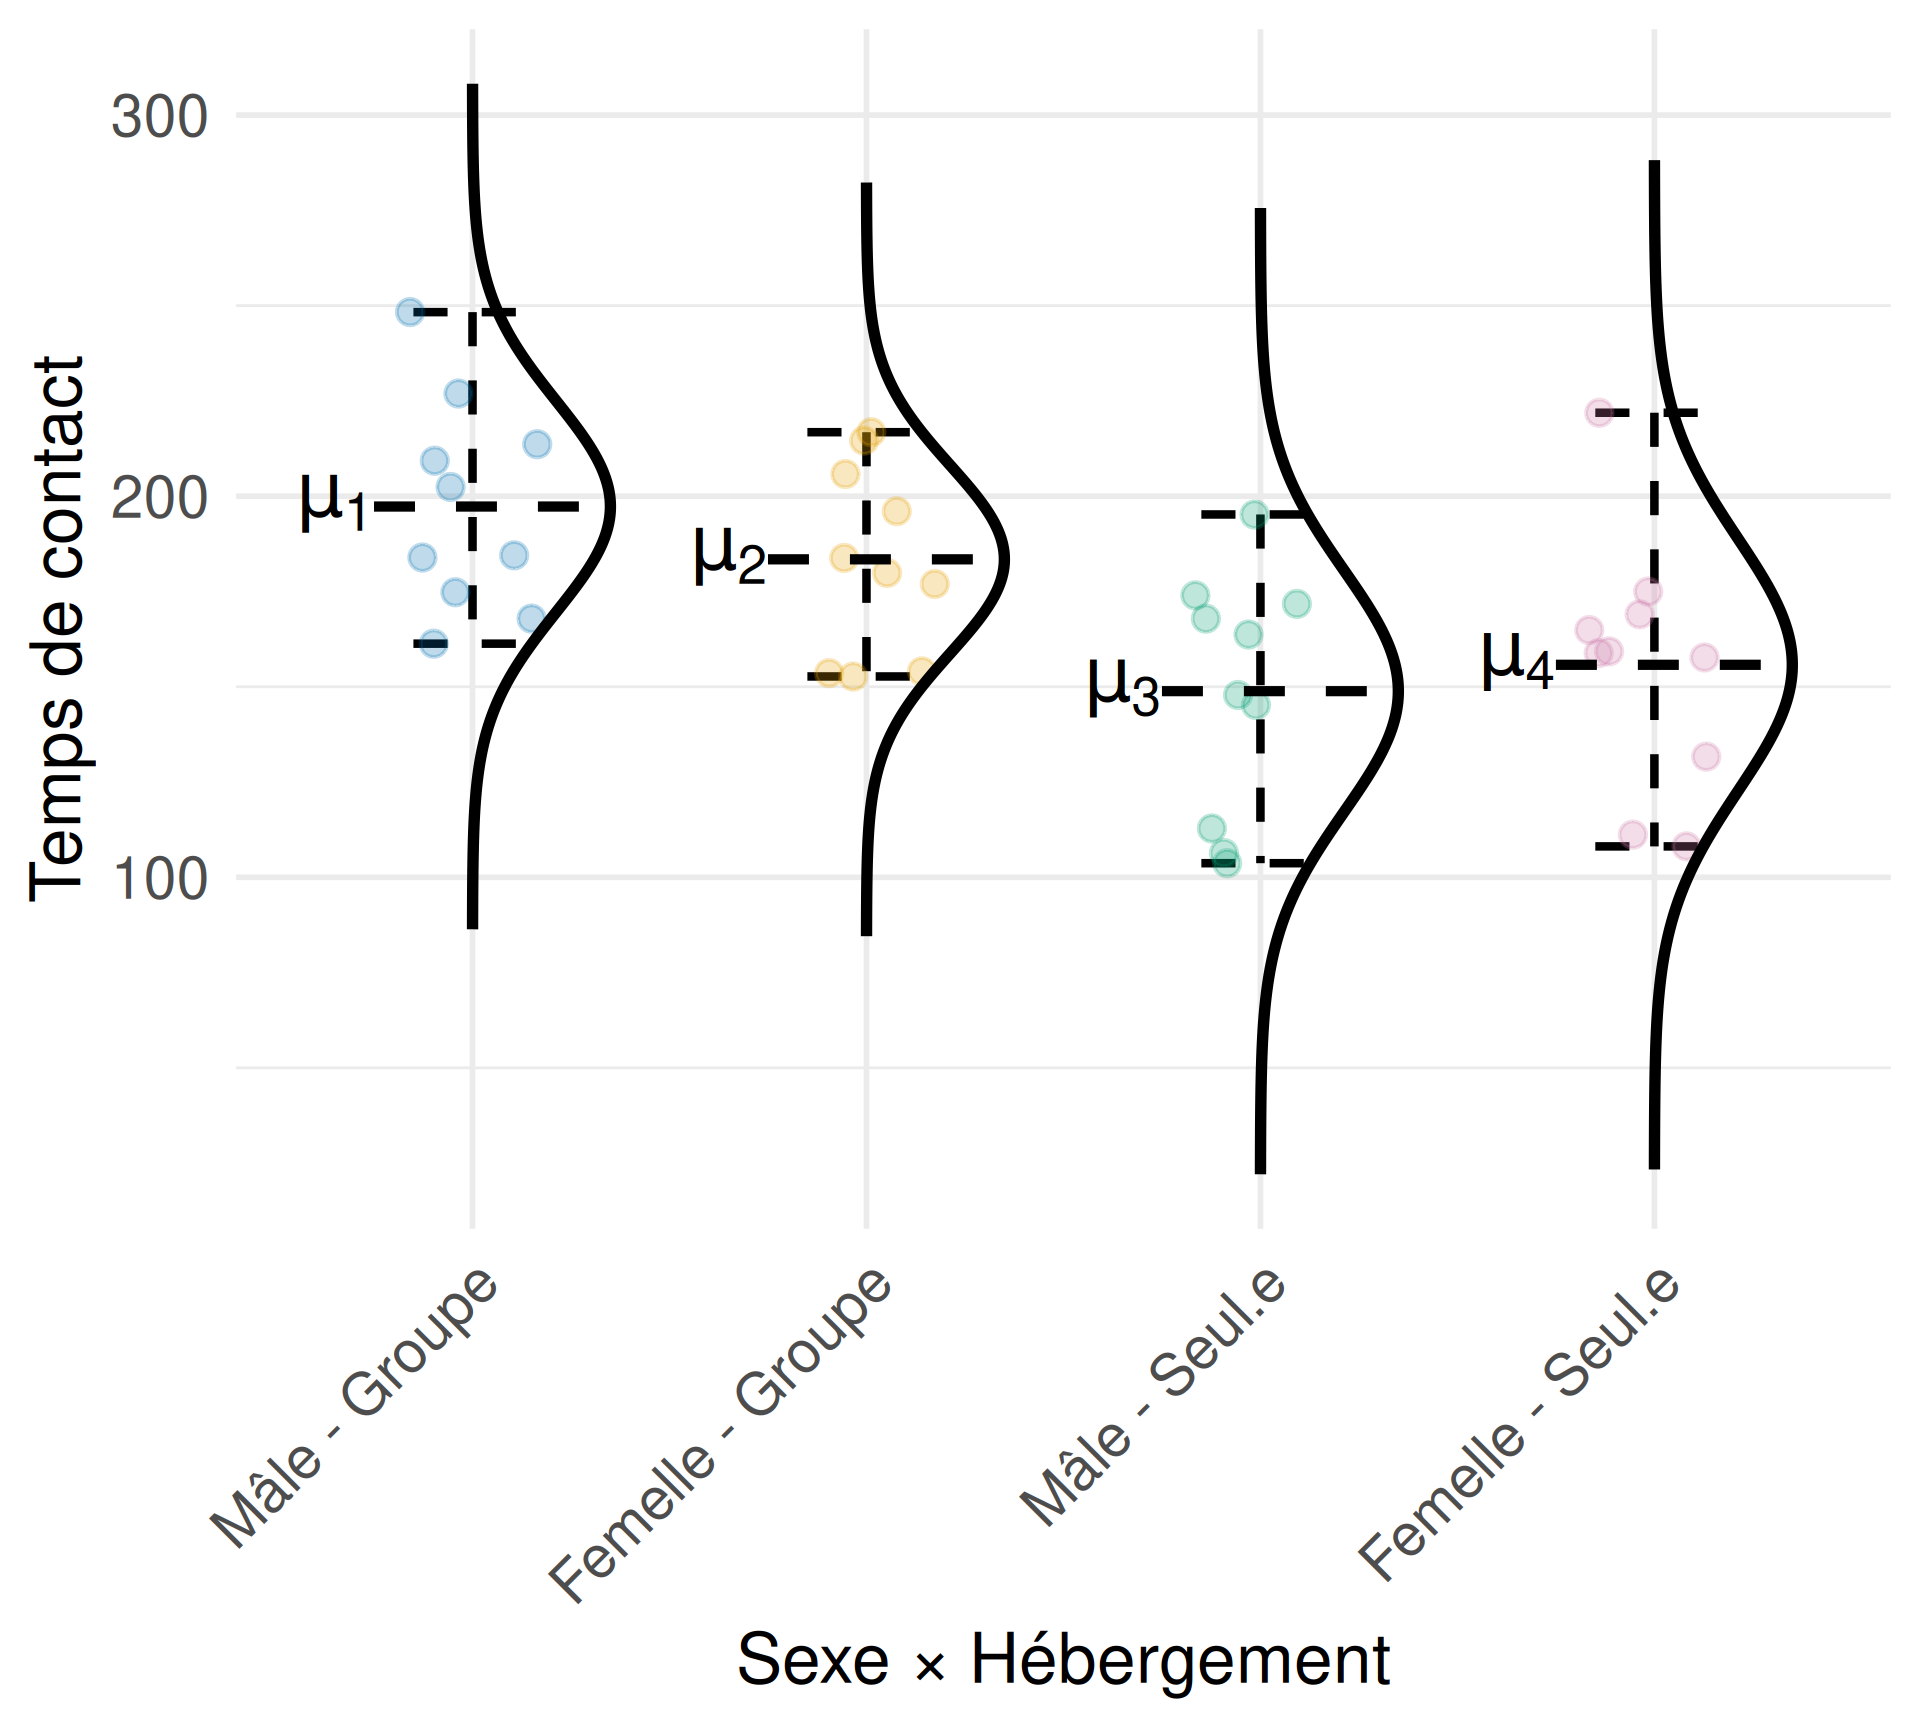 Temps de contact
300
200
100
μ1
μ2
μ3
μ4
Mâle - Groupe
Femelle - Groupe
Mâle - Seul.e
Femelle - Seul.e
Sexe × Hébergement